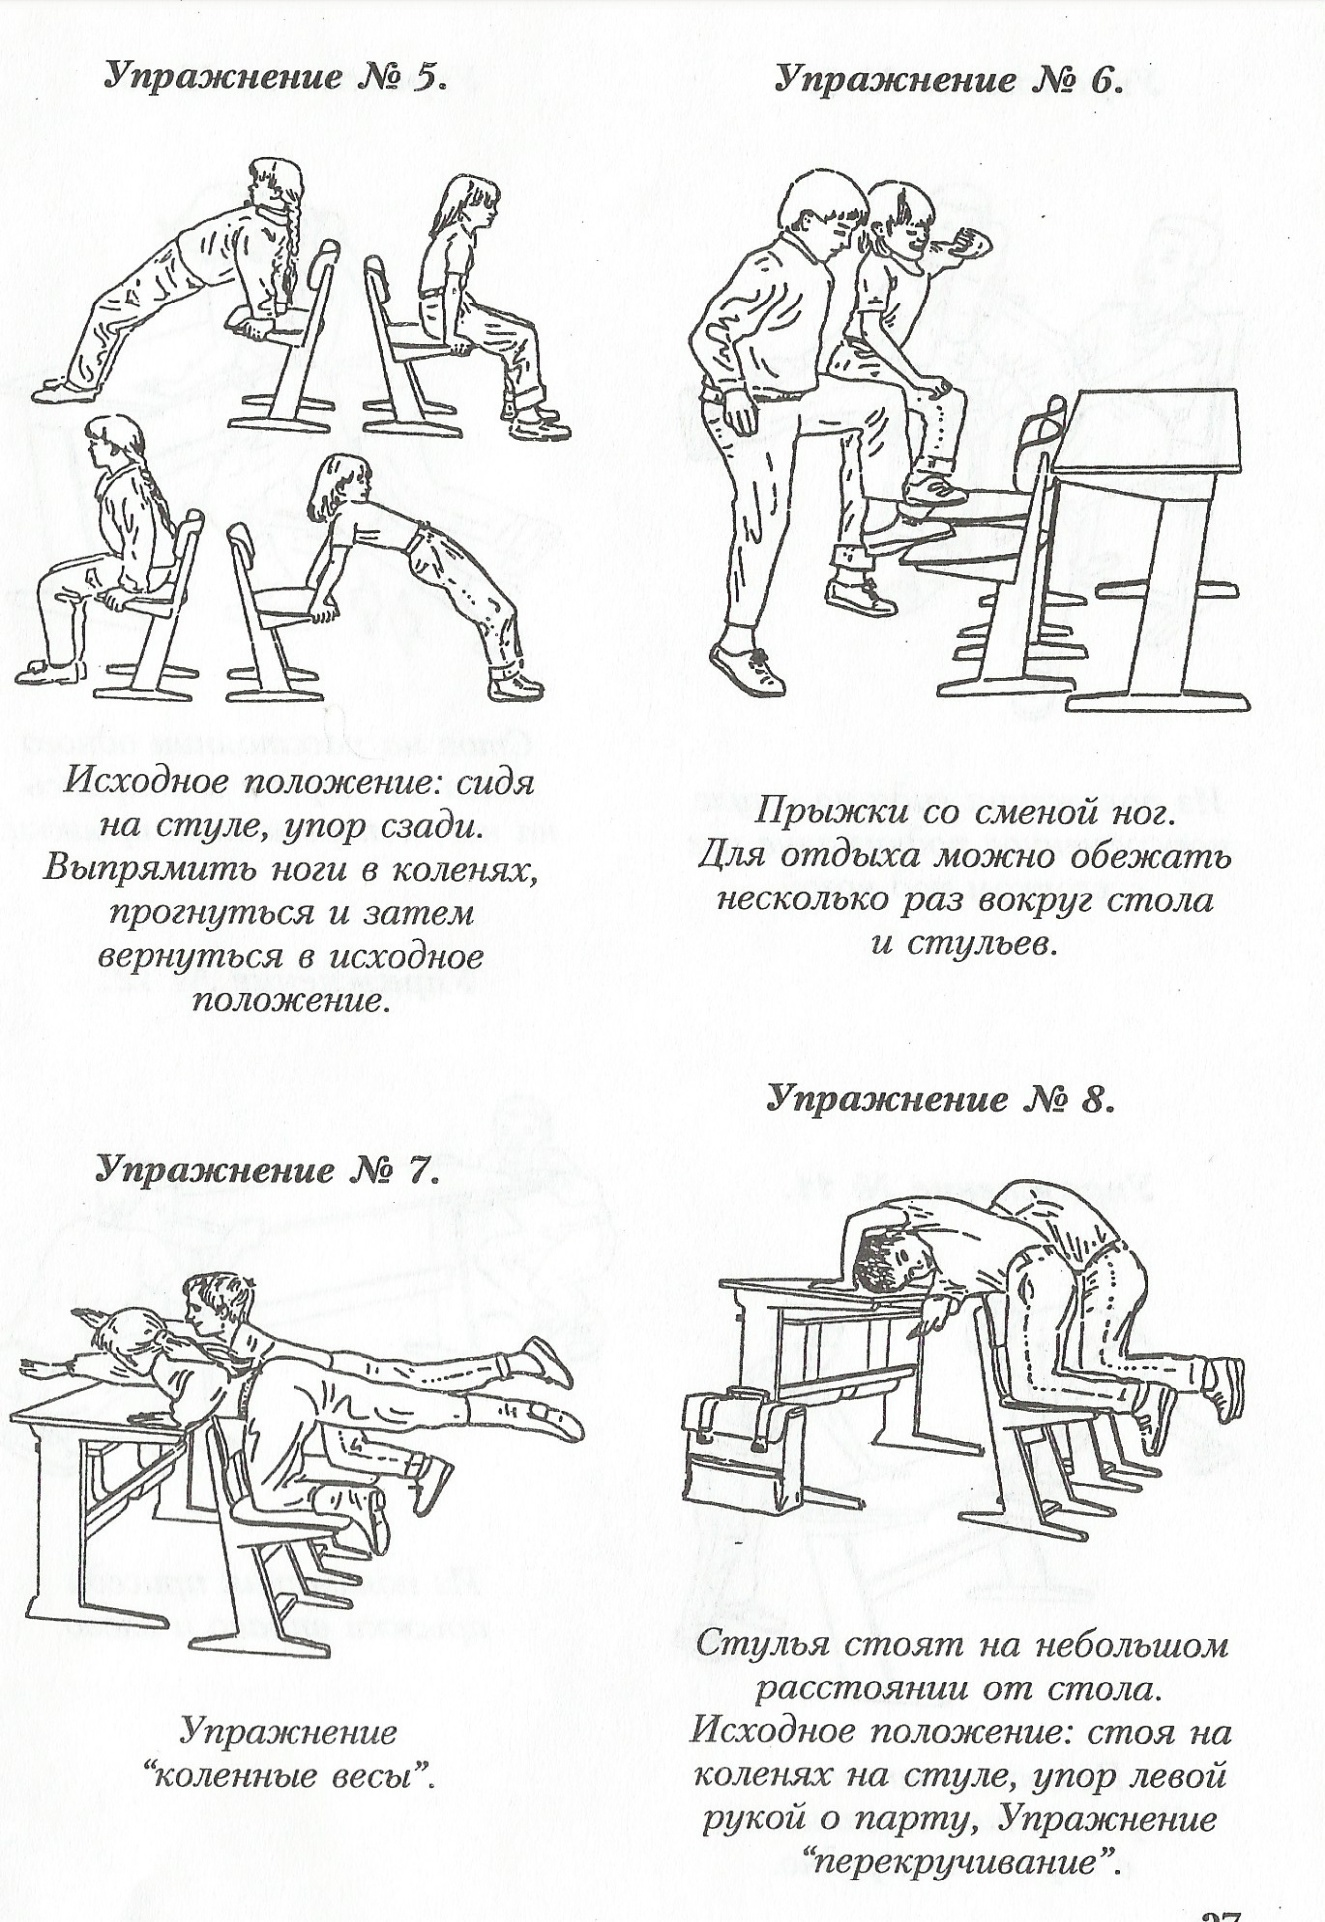 Упражнение № 5.
Исходное положение: сидя
на стуле, упор сзади.
Выпрямить ноги в коленях,
прогнуться и затем
вернуться в исходное
положение.
Упражнение № 6.
Прыжки со сменой ног.
Для отдыха можно обежать
несколько раз вокруг стола
и стульев.
Упражнение № 7.
Упражнение
“коленные весы”.
Упражнение № 8.
Стулья стоят на небольшом
расстоянии от стола.
Исходное положение: стоя на
коленях на стуле, упор левой
рукой о парту, Упражнение
“перекручивание”.